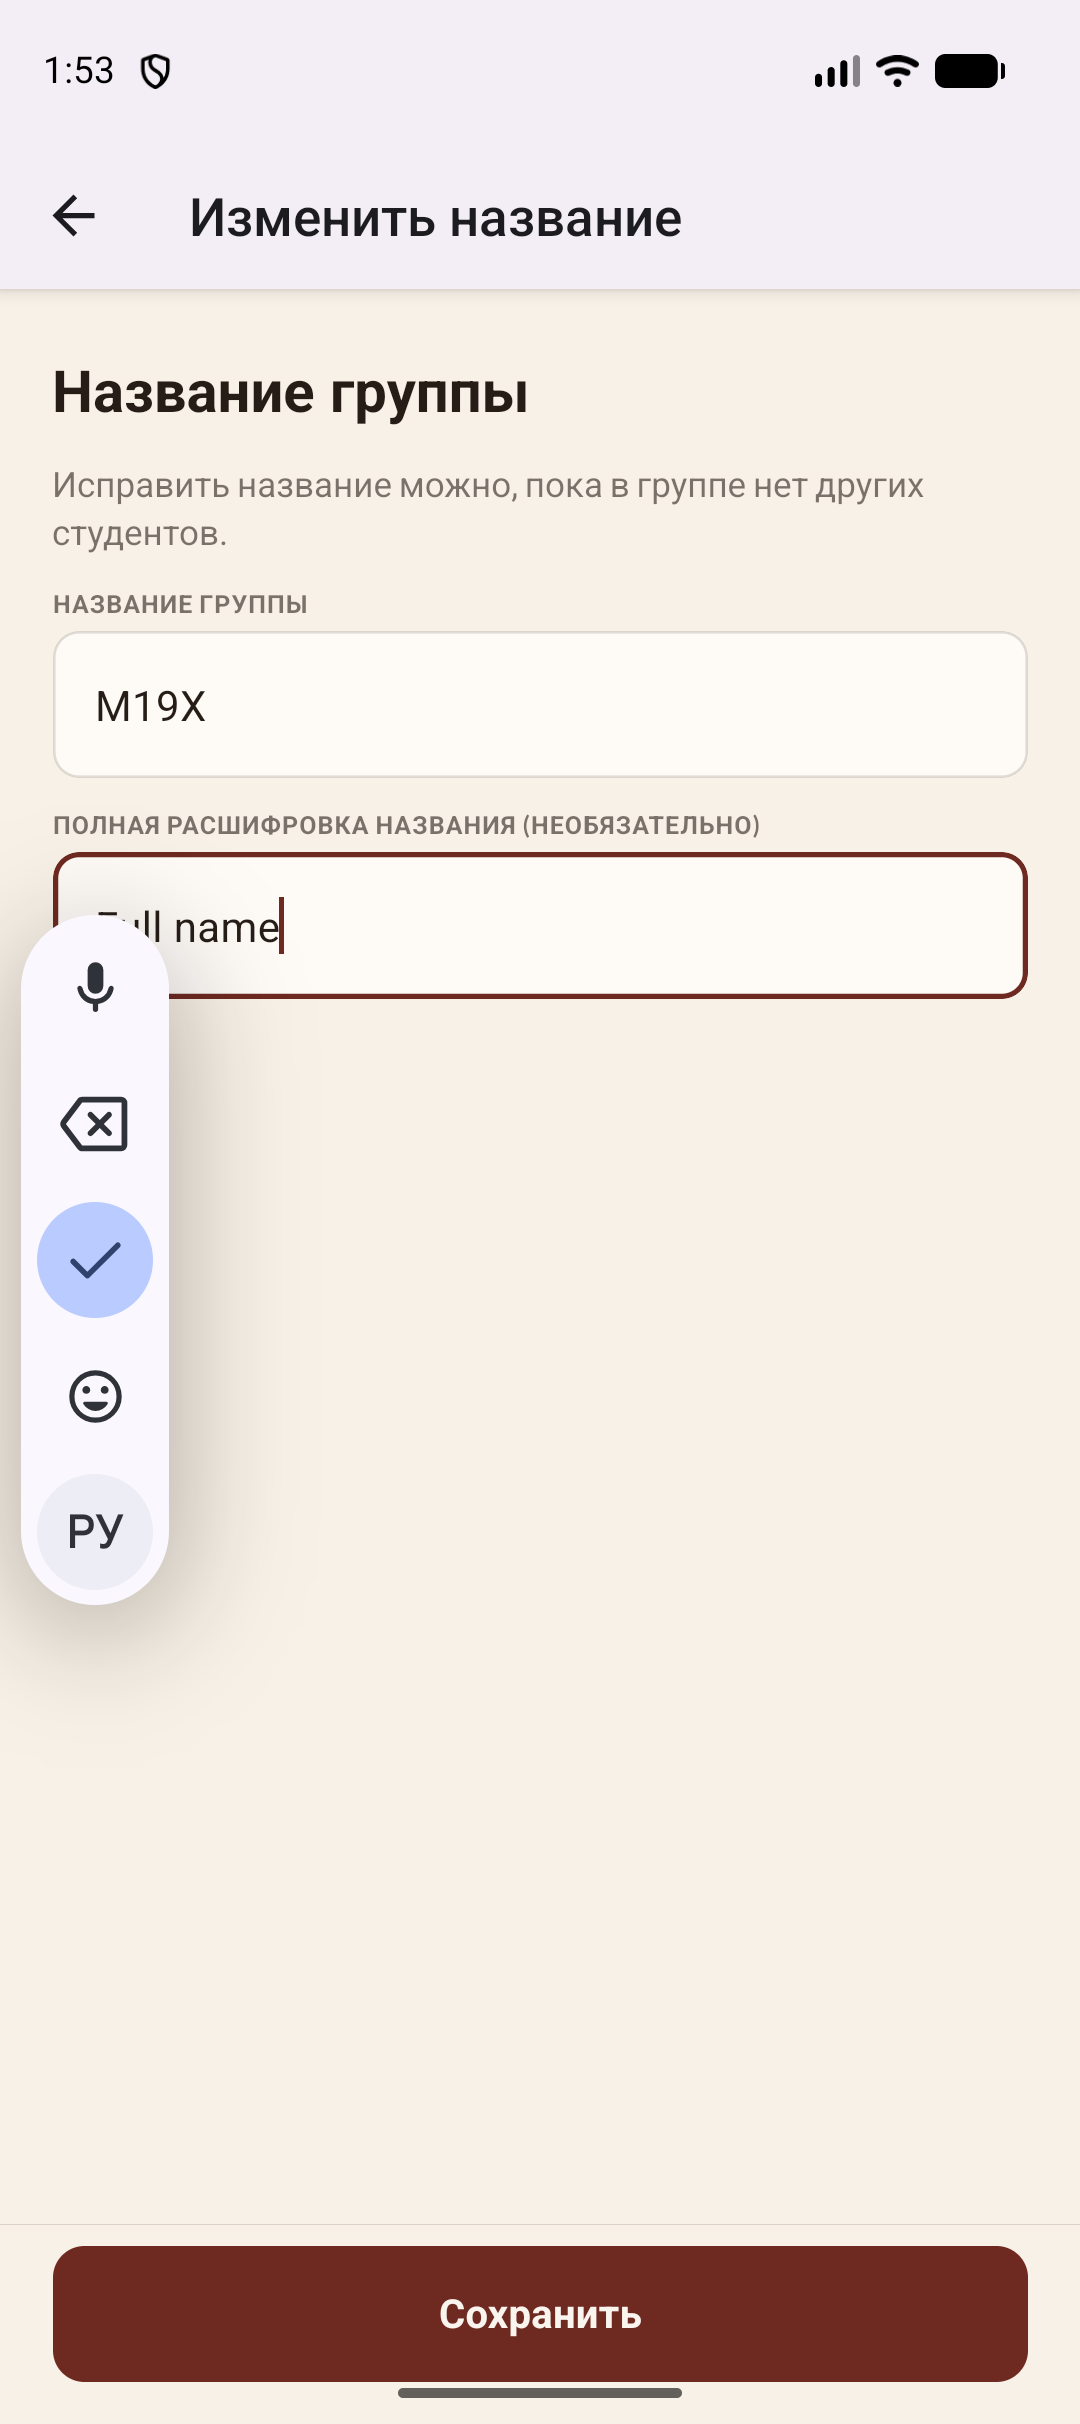 1:53
Изменить название
Название группы
Исправить название можно, пока в группе нет других
студентов.
НАЗВАНИЕ ГРУППЫ
M19X
ПОЛНАЯ РАСШИФРОВКА НАЗВАНИЯ (НЕОБЯЗАТЕЛЬНО)
Full name
РУ
Сохранить